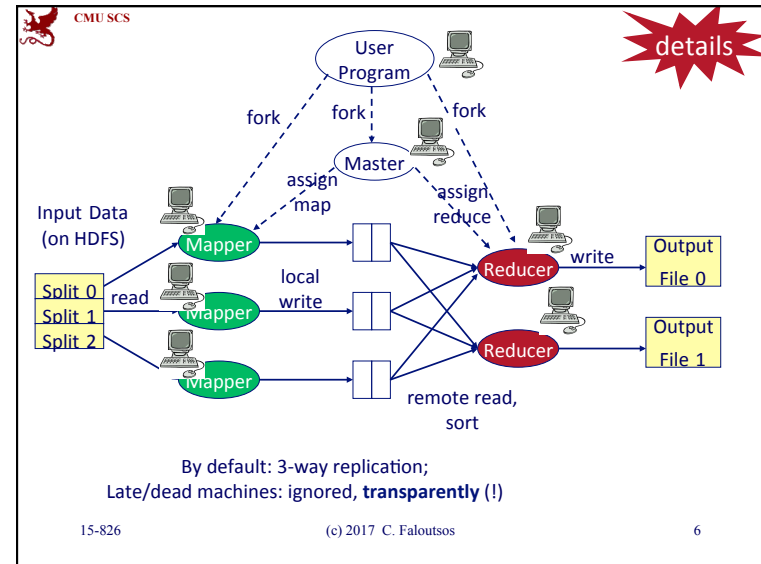 CMU SCS
details
User
Program
fork
fork
fork
Master
assign
map
assign
reduce
Input Data
(on HDFS)
Mapper
Reducer
write
Output
File 0
Split 0
read
Split 1
Split 2
Mapper
local
write
Reducer
Output
File 1
Mapper
remote read,
sort
By default: 3-way replication;
Late/dead machines: ignored, transparently (!)
15-826
(c) 2017 C. Faloutsos
6